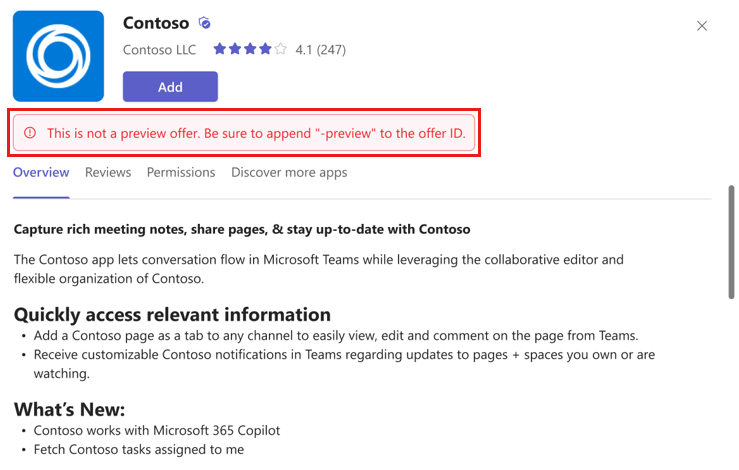 Contoso
Contoso LLC 4.1 (247)
Add
This is not a preview offer. Be sure to append "-preview" to the offer ID.
Overview Reviews Permissions Discover more apps
Capture rich meeting notes, share pages, & stay up-to-date with Contoso
The Contoso app lets conversation flow in Microsoft Teams while leveraging the collaborative editor and
flexible organization of Contoso.
Quickly access relevant information
• Add a Contoso page as a tab to any channel to easily view, edit and comment on the page from Teams.
• Receive customizable Contoso notifications in Teams regarding updates to pages + spaces you own or are
watching.
What's New:
• Contoso works with Microsoft 365 Copilot
• Fetch Contoso tasks assigned to me